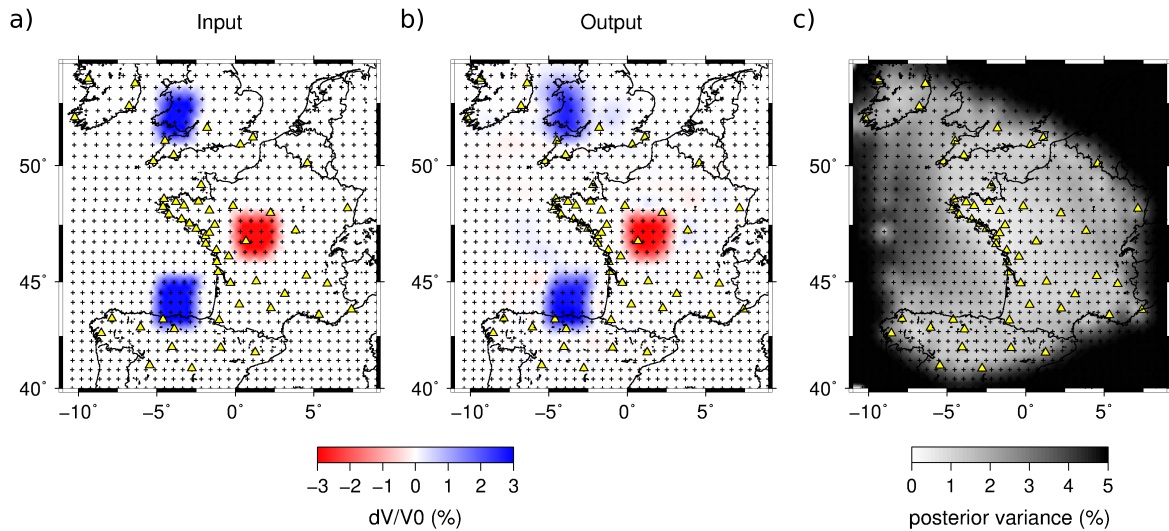 a) Input b) Output c)
50° 50° 50°
45° 45° 45°
40° 40° 40°
−10° −5° 0° 5° −10° −5° 0° 5° −10° −5° 0° 5°
−3 −2 −1 0 1 2 3 0 1 2 3 4 5
dV/V0 (%) posterior variance (%)